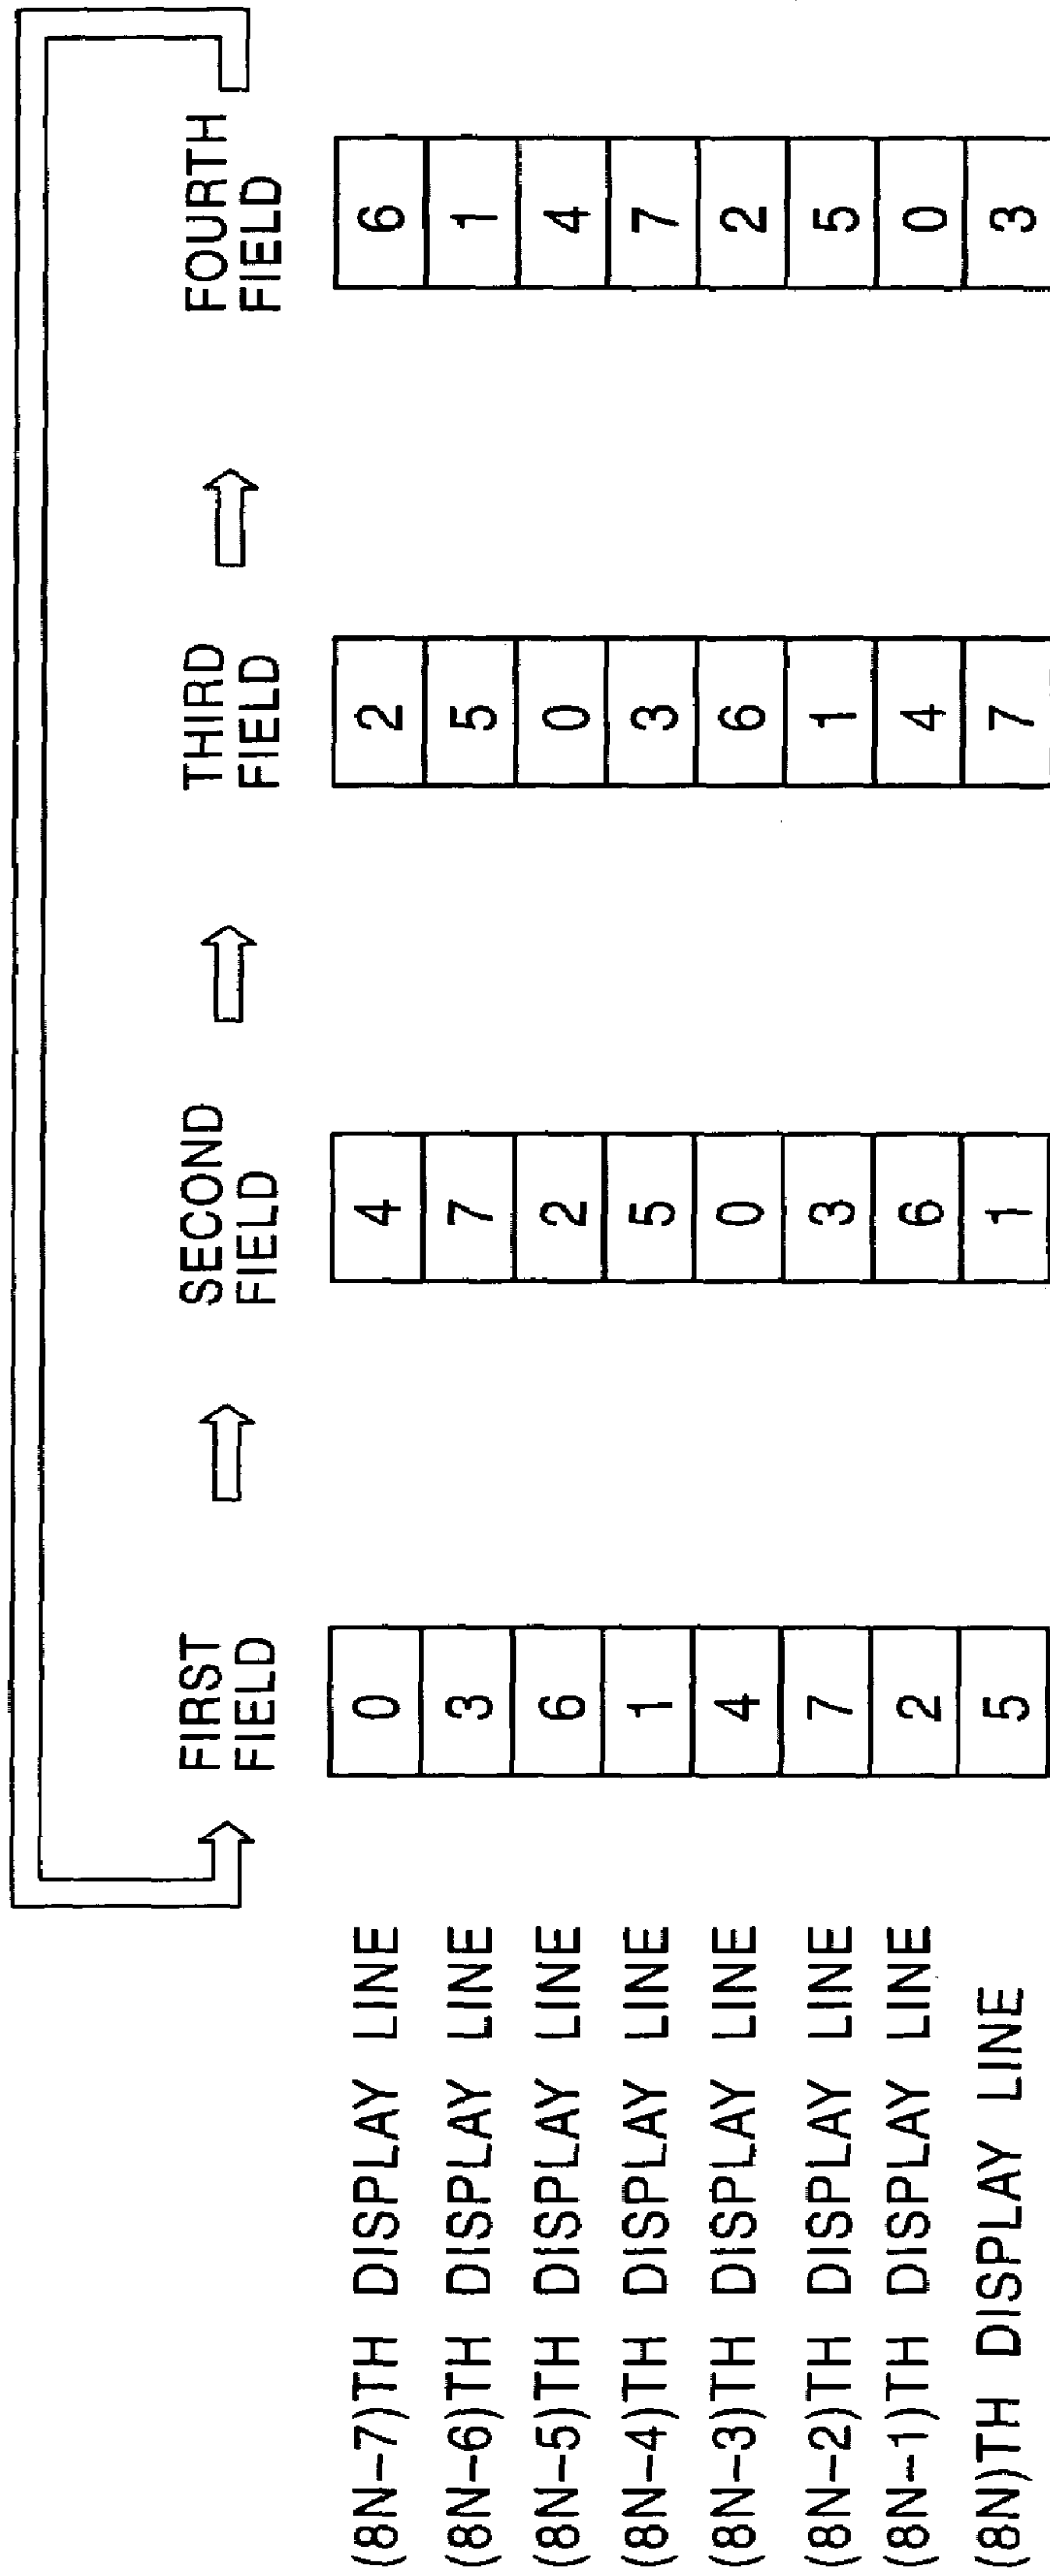 FIRST
FIELD
SECOND
FIELD
THIRD
FIELD
FOURTH
FIELD
(8N-7)TH DISPLAY LINE 0 4 2 6
(8N-6)TH DISPLAY LINE 3 7 5 1
(8N-5)TH DISPLAY LINE 6 2 0 4
(8N-4)TH DISPLAY LINE 1 5 3 7
(8N-3)TH DISPLAY LINE 4 0 6 2
(8N-2)TH DISPLAY LINE 7 3 1 5
(8N-1)TH DISPLAY LINE 2 6 4 0
(8N)TH DISPLAY LINE 5 1 7 3